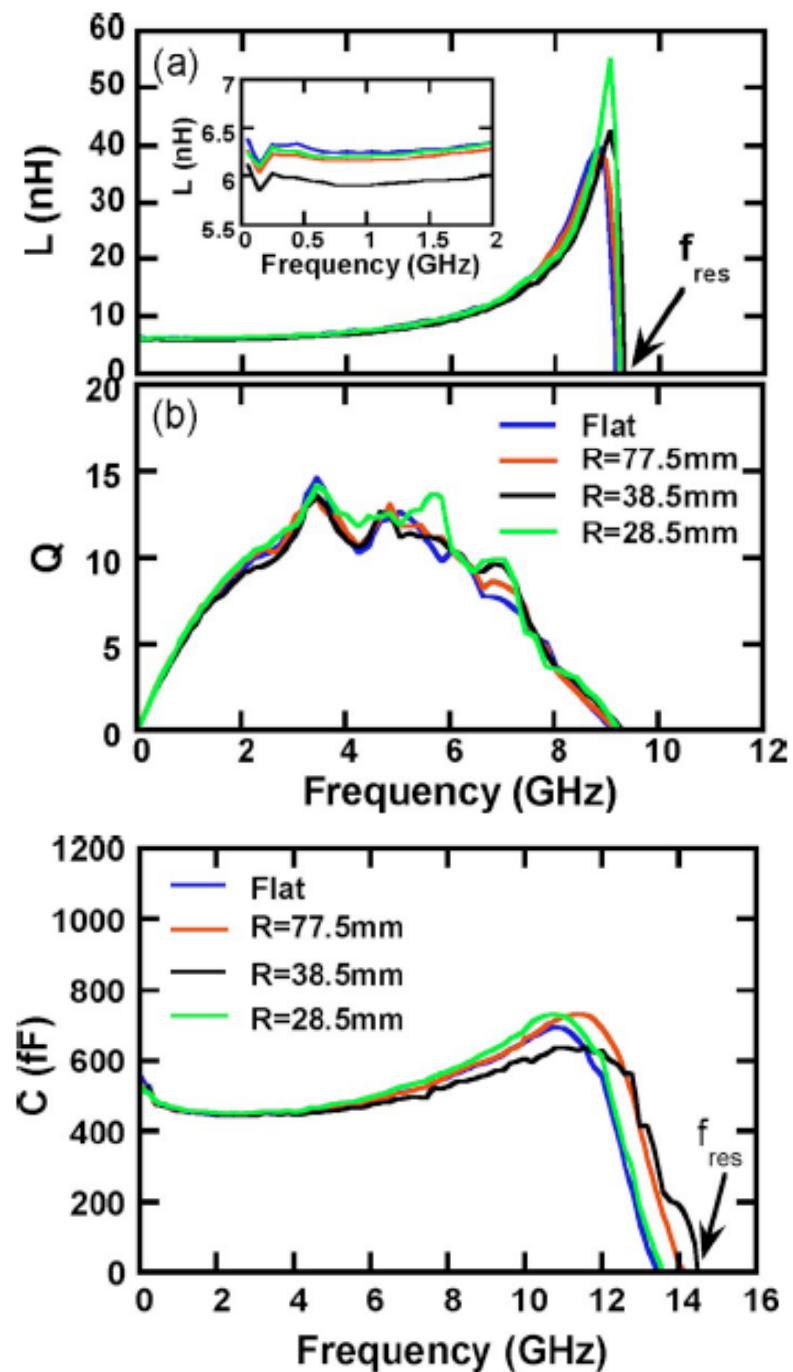 60
50
40
30
20
10
0
L (nH)
(a)
7
6.5
6
5.5
L (nH)
0
0.5
1
1.5
2
Frequency (GHz)
f res
20
15
10
5
0
Q
(b)
Flat
R=77.5mm
R=38.5mm
R=28.5mm
0
2
4
6
8
10
12
Frequency (GHz)
1200
1000
800
600
400
200
0
C (fF)
Flat
R=77.5mm
R=38.5mm
R=28.5mm
f res
0
2
4
6
8
10
12
14
16
Frequency (GHz)